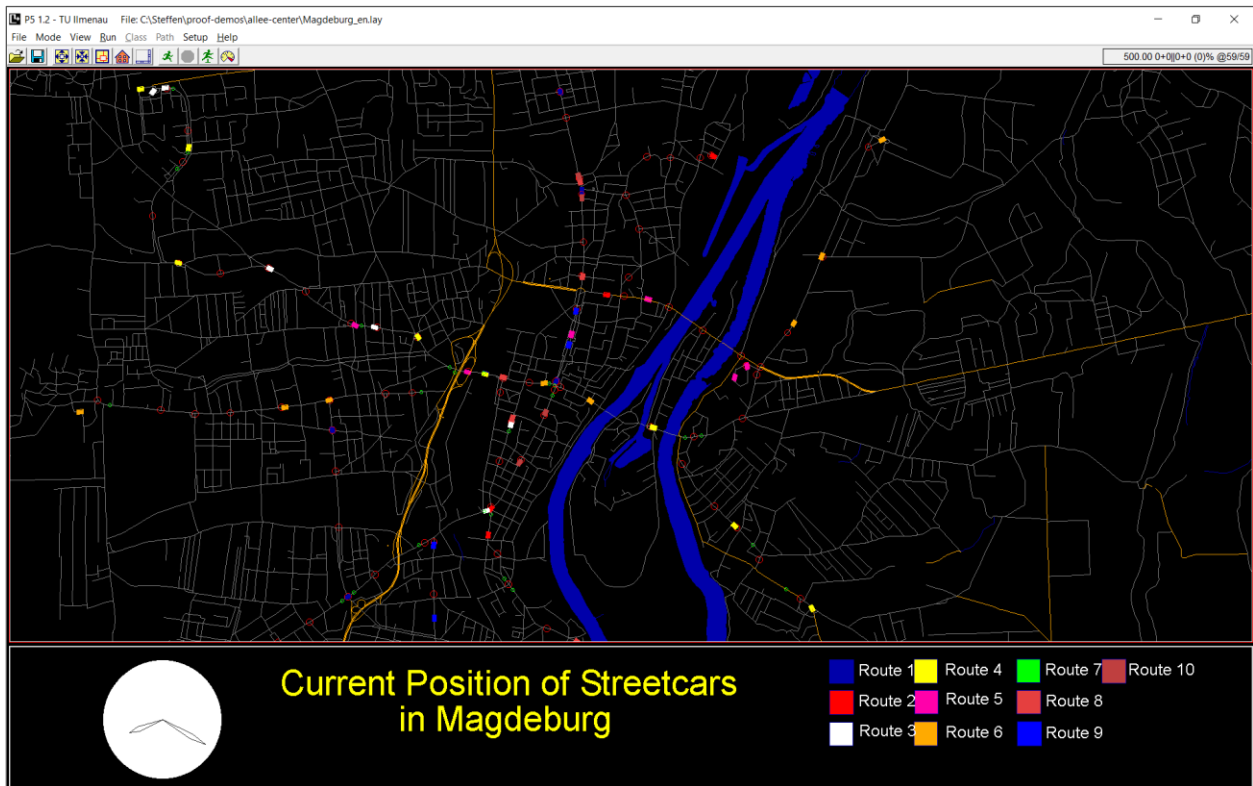 P5 1.2 - TU Ilmenau File: C:\Steffen\proof-demos\allee-center\Magdeburg_en.lay
File Mode View Run Class Path Setup Help
500.00 0+0||0+0 (0)% @59/59
Current Position of Streetcars
in Magdeburg
Route 1 Route 4 Route 7 Route 10
Route 2 Route 5 Route 8
Route 3 Route 6 Route 9